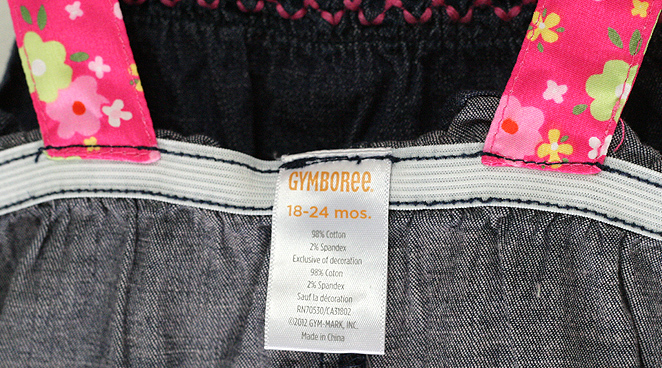 GYMBOREE
18-24 mos.
98% Cotton
2% Spandex
Exclusive of decoration
98% Coton
2% Spandex
Sauf la décoration
RN70530/CA31802
©2012 GYM-MARK, INC.
Made in China